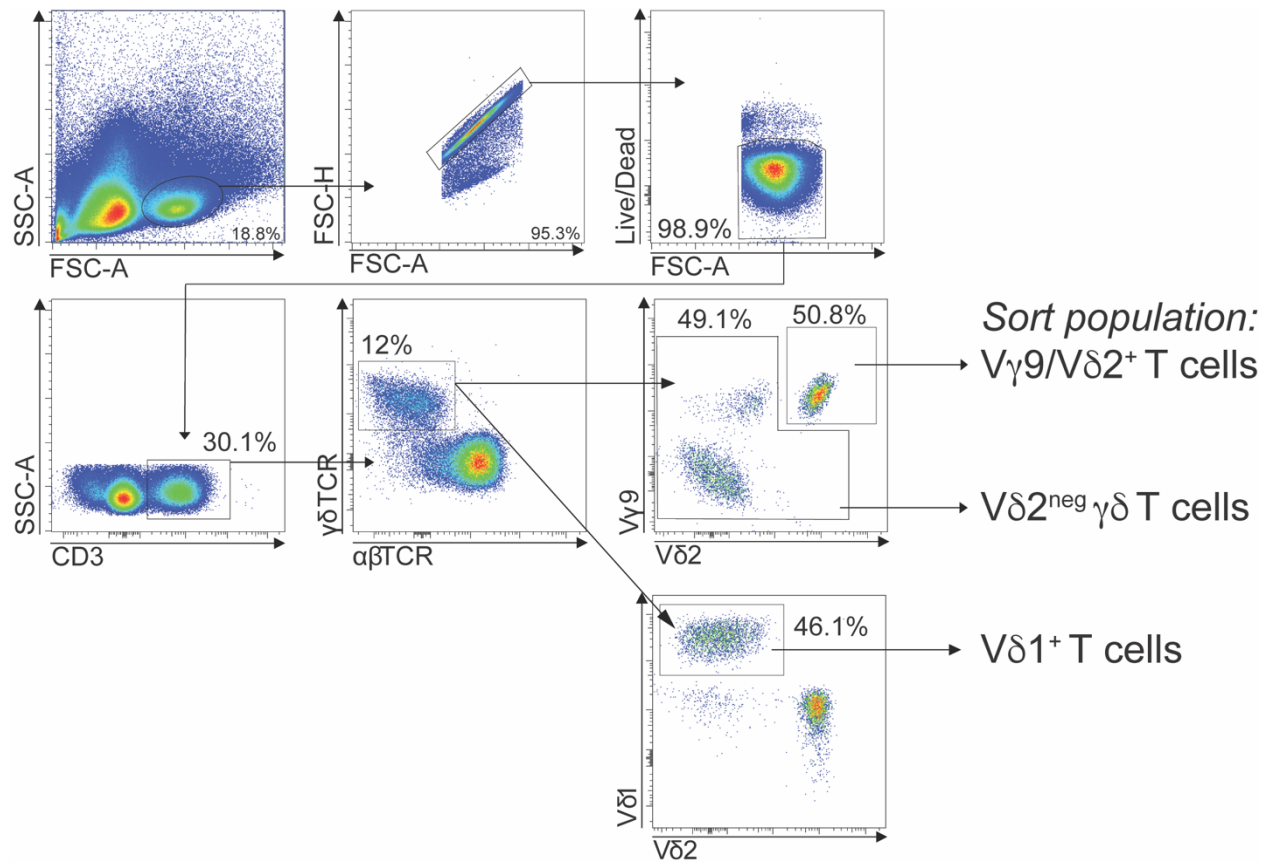 SSC-A
18.8%
FSC-A
FSC-H
95.3%
FSC-A
Live/Dead
98.9%
FSC-A
SSC-A
30.1%
CD3
γδTCR
12%
αβTCR
Vγ9
49.1%
50.8%
Vδ2
Sort population:
Vγ9/Vδ2⁺ T cells
Vδ2ⁿᵉᵍ γδ T cells
Vδ1
46.1%
Vδ2
Vδ1⁺ T cells